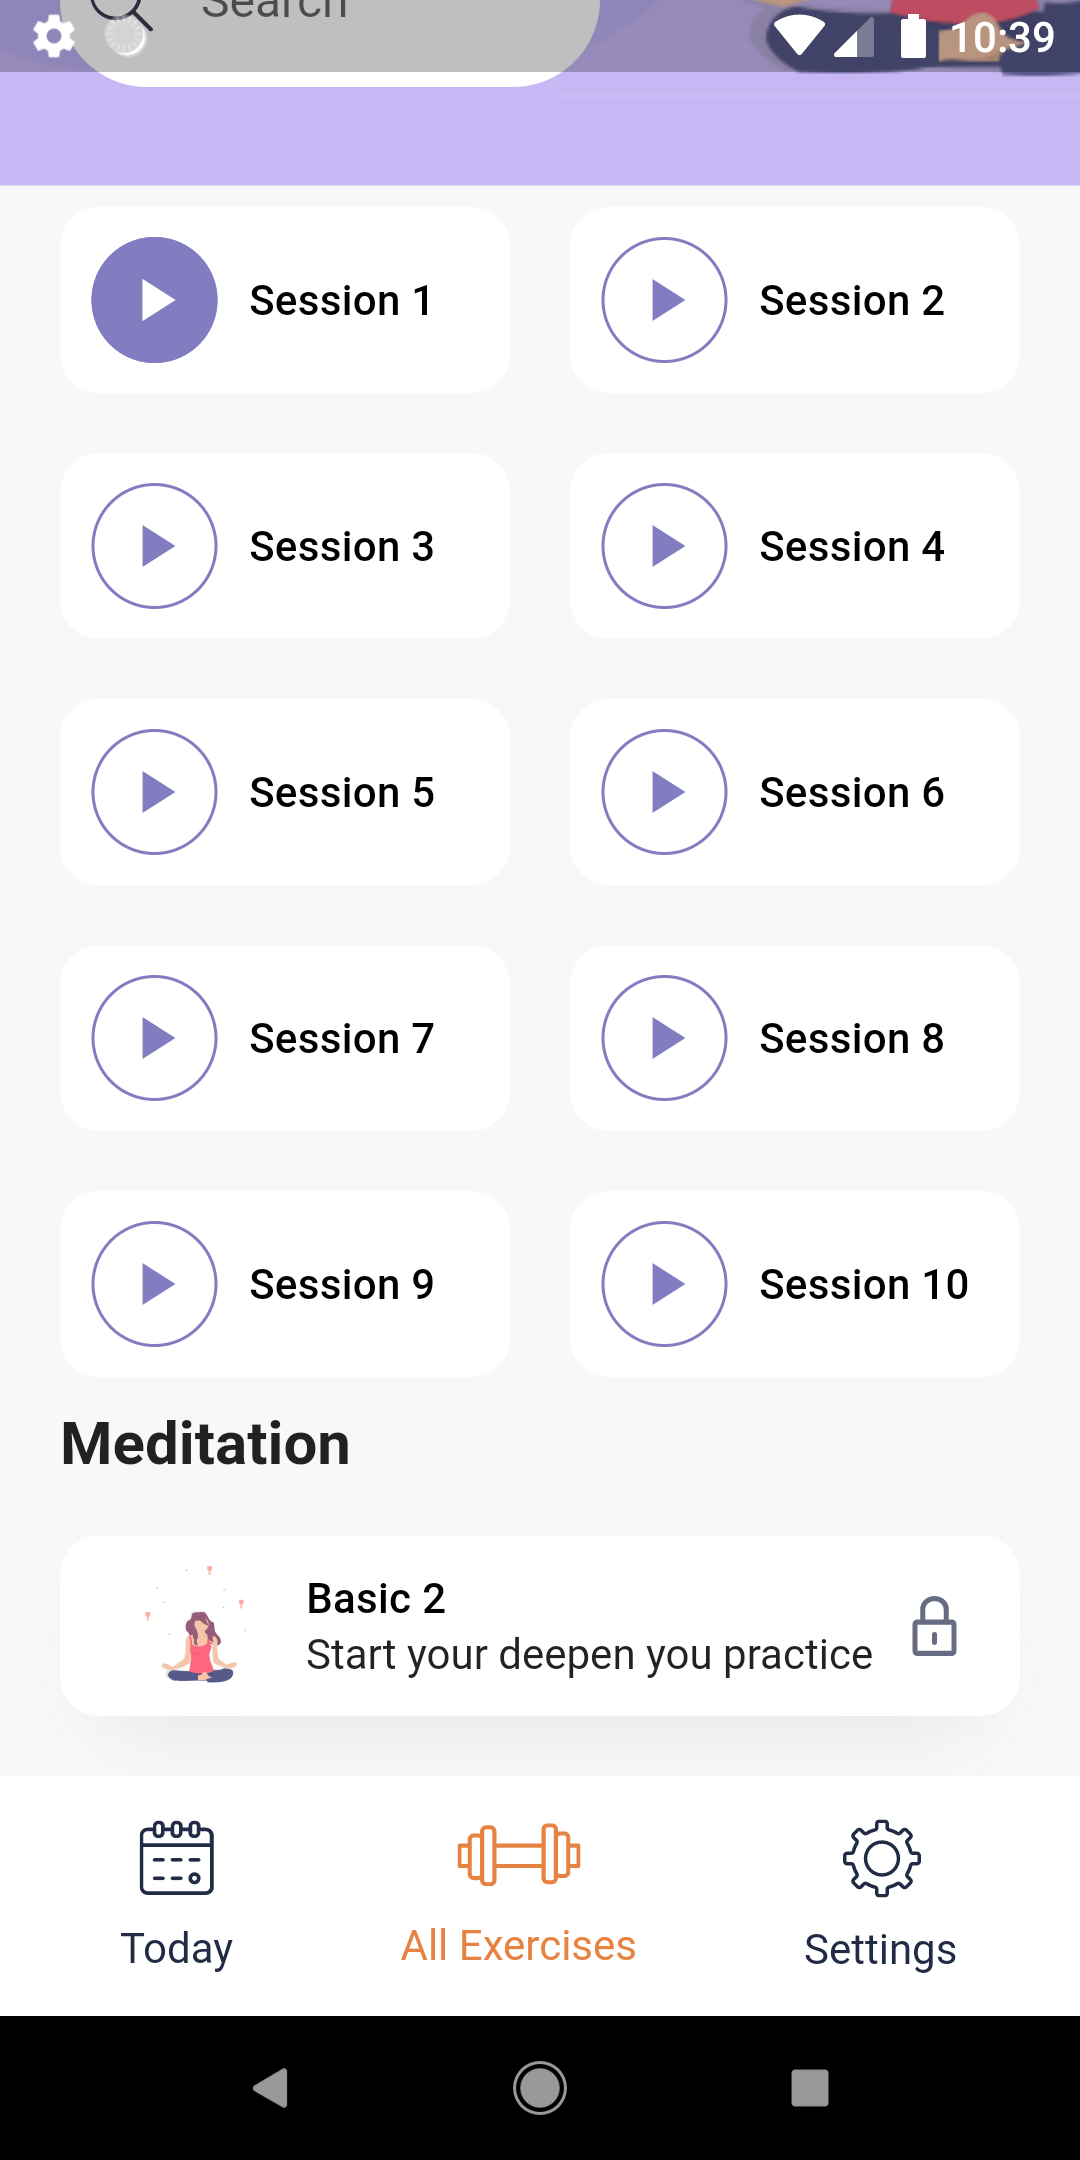 Search
10:39
Session 1
Session 2
Session 3
Session 4
Session 5
Session 6
Session 7
Session 8
Session 9
Session 10
Meditation
Basic 2
Start your deepen you practice
Today
All Exercises
Settings